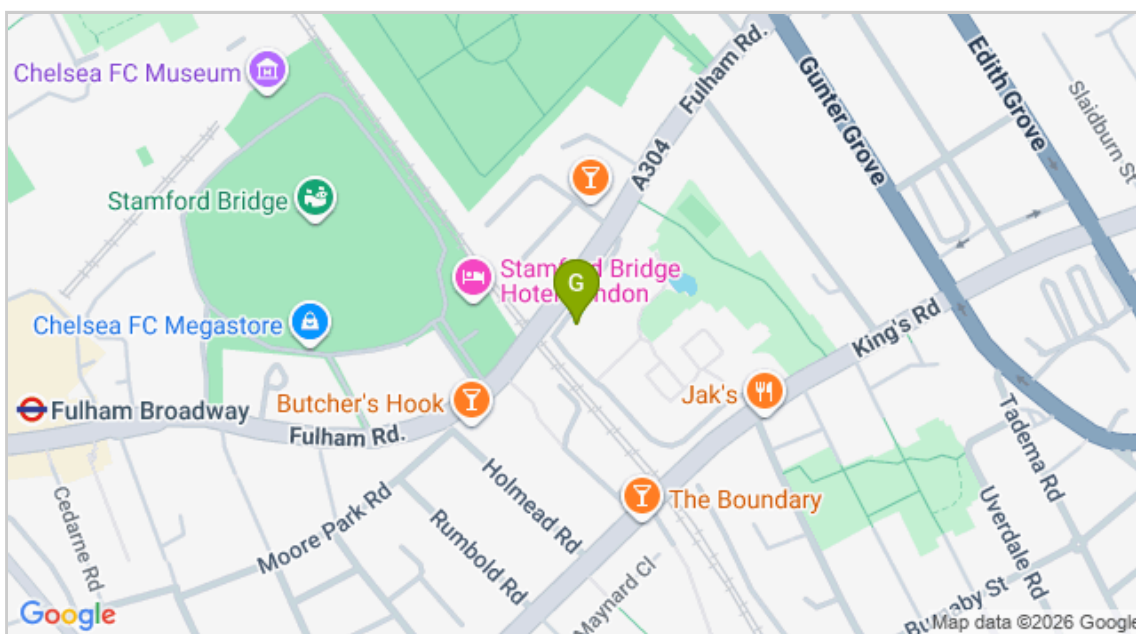 Chelsea FC Museum
Fulham Rd.
Gunter Grove
Edith Grove
Slaidburn St
A304
Stamford Bridge
Stamford Bridge
Hotel London
G
Chelsea FC Megastore
King's Rd
Jak's
Butcher's Hook
Fulham Broadway
Fulham Rd.
Tadema Rd
Holmead Rd
The Boundary
Cedarne Rd
Moore Park Rd
Rumbold Rd
Uverdale Rd
Maynard Cl
Burnaby St
Google
Map data ©2026 Google